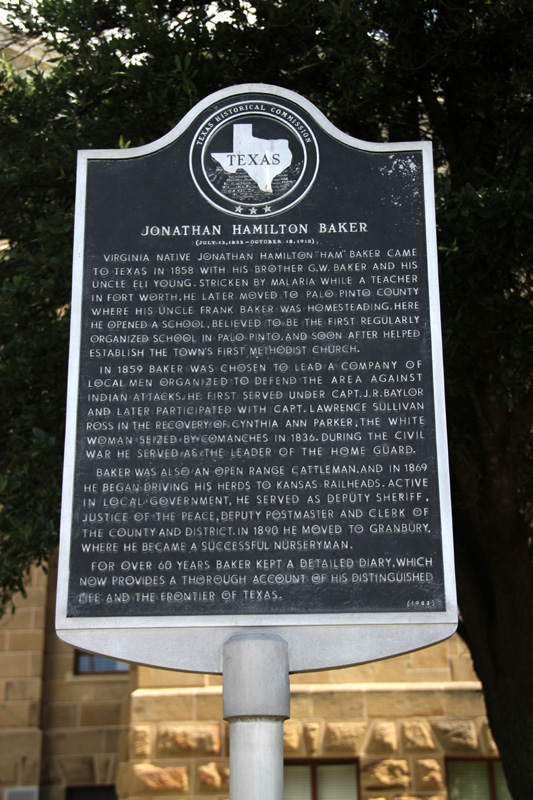 TEXAS HISTORICAL COMMISSION
TEXAS
JONATHAN HAMILTON BAKER
(JULY 13, 1832 - OCTOBER 18, 1918)
VIRGINIA NATIVE JONATHAN HAMILTON "HAM" BAKER CAME
TO TEXAS IN 1858 WITH HIS BROTHER G.W. BAKER AND HIS
UNCLE ELI YOUNG. STRICKEN BY MALARIA WHILE A TEACHER
IN FORT WORTH, HE LATER MOVED TO PALO PINTO COUNTY
WHERE HIS UNCLE FRANK BAKER WAS HOMESTEADING. HERE
HE OPENED A SCHOOL, BELIEVED TO BE THE FIRST REGULARLY
ORGANIZED SCHOOL IN PALO PINTO, AND SOON AFTER HELPED
ESTABLISH THE TOWN'S FIRST METHODIST CHURCH.
IN 1859 BAKER WAS CHOSEN TO LEAD A COMPANY OF
LOCAL MEN ORGANIZED TO DEFEND THE AREA AGAINST
INDIAN ATTACKS. HE FIRST SERVED UNDER CAPT. J.R. BAYLOR
AND LATER PARTICIPATED WITH CAPT. LAWRENCE SULLIVAN
ROSS IN THE RECOVERY OF CYNTHIA ANN PARKER, THE WHITE
WOMAN SEIZED BY COMANCHES IN 1836. DURING THE CIVIL
WAR HE SERVED AS THE LEADER OF THE HOME GUARD.
BAKER WAS ALSO AN OPEN RANGE CATTLEMAN, AND IN 1869
HE BEGAN DRIVING HIS HERDS TO KANSAS RAILHEADS. ACTIVE
IN LOCAL GOVERNMENT, HE SERVED AS DEPUTY SHERIFF,
JUSTICE OF THE PEACE, DEPUTY POSTMASTER AND CLERK OF
THE COUNTY AND DISTRICT. IN 1890 HE MOVED TO GRANBURY,
WHERE HE BECAME A SUCCESSFUL NURSERYMAN.
FOR OVER 60 YEARS BAKER KEPT A DETAILED DIARY, WHICH
NOW PROVIDES A THOROUGH ACCOUNT OF HIS DISTINGUISHED
LIFE AND THE FRONTIER OF TEXAS.
(1983)